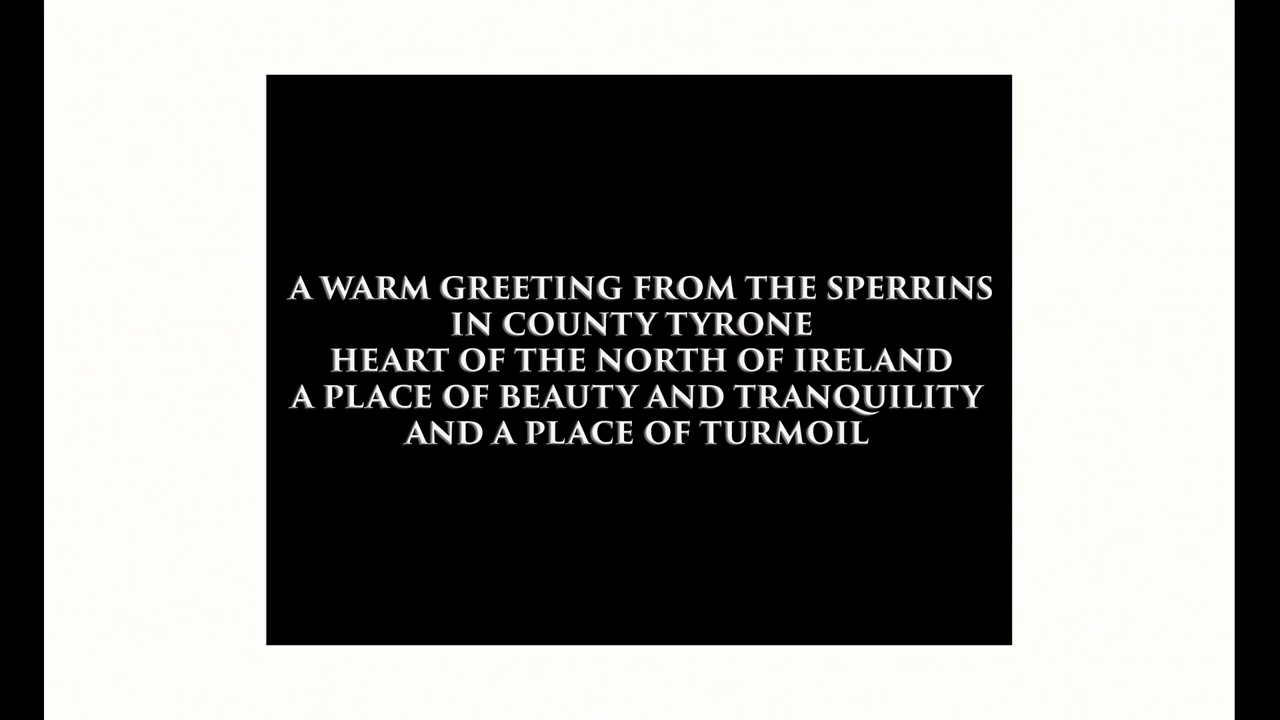 A WARM GREETING FROM THE SPERRINS
IN COUNTY TYRONE
HEART OF THE NORTH OF IRELAND
A PLACE OF BEAUTY AND TRANQUILITY
AND A PLACE OF TURMOIL